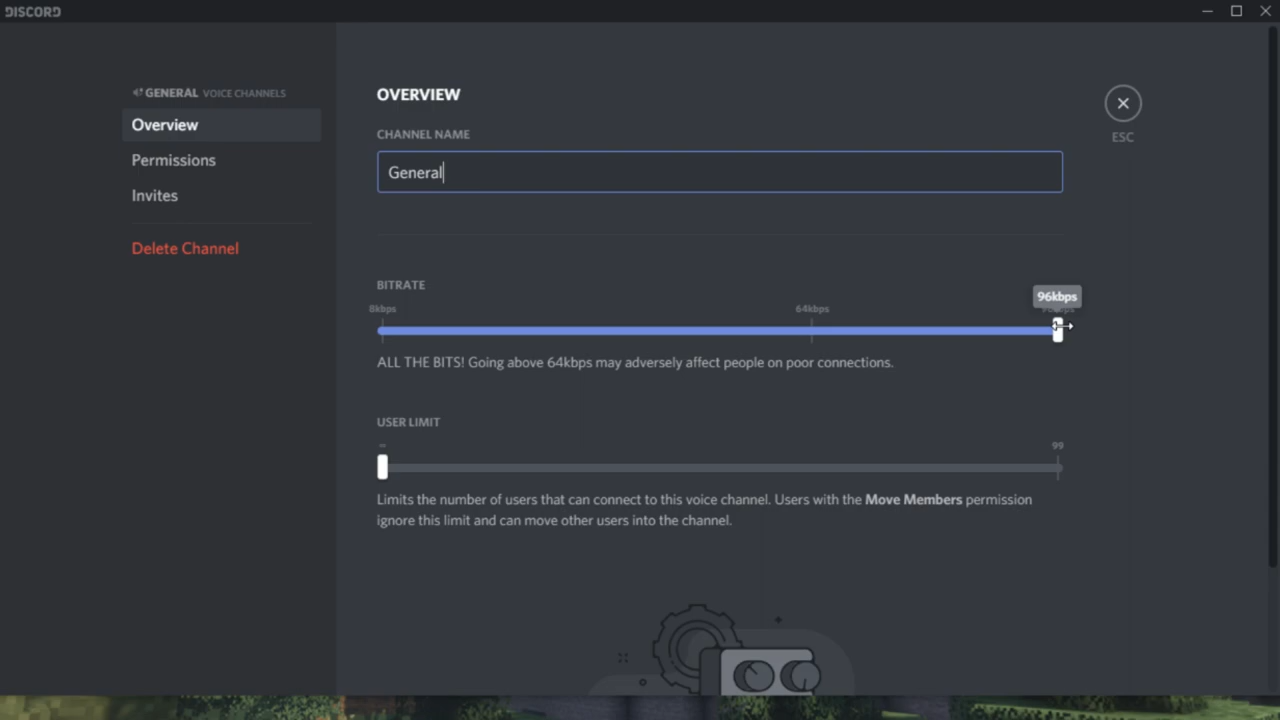 DISCORD
GENERAL VOICE CHANNELS
Overview
Permissions
Invites
Delete Channel
OVERVIEW
ESC
CHANNEL NAME
General
BITRATE
8kbps
64kbps
96kbps
ALL THE BITS! Going above 64kbps may adversely affect people on poor connections.
USER LIMIT
∞
99
Limits the number of users that can connect to this voice channel. Users with the Move Members permission
ignore this limit and can move other users into the channel.